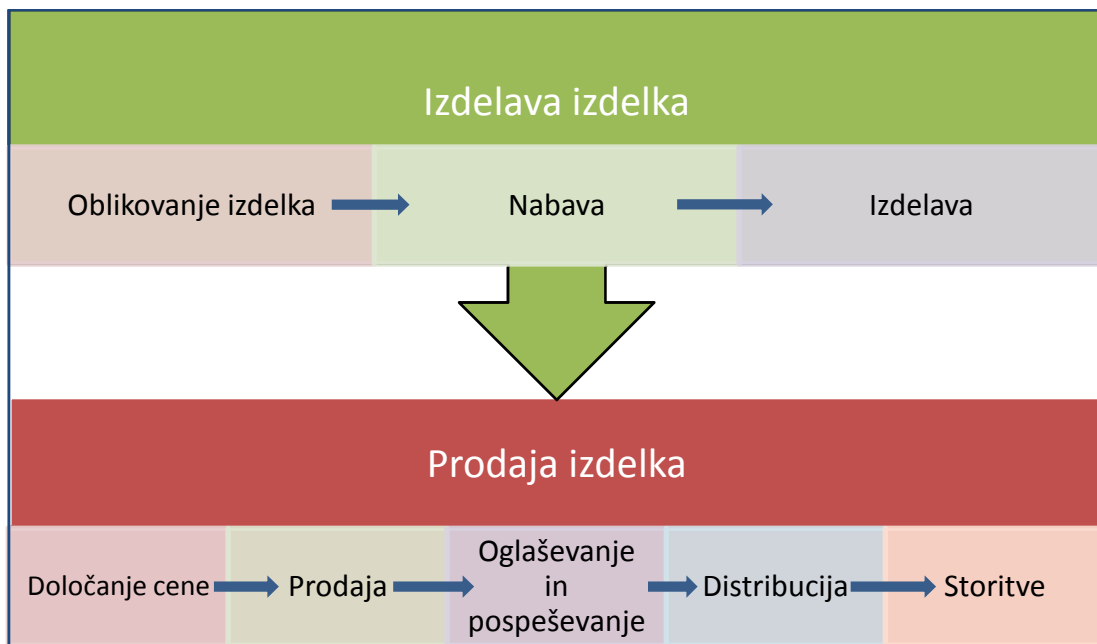 Izdelava izdelka
Oblikovanje izdelka
Nabava
Izdelava
Prodaja izdelka
Določanje cene
Prodaja
Oglaševanje
in
pospeševanje
Distribucija
Storitve